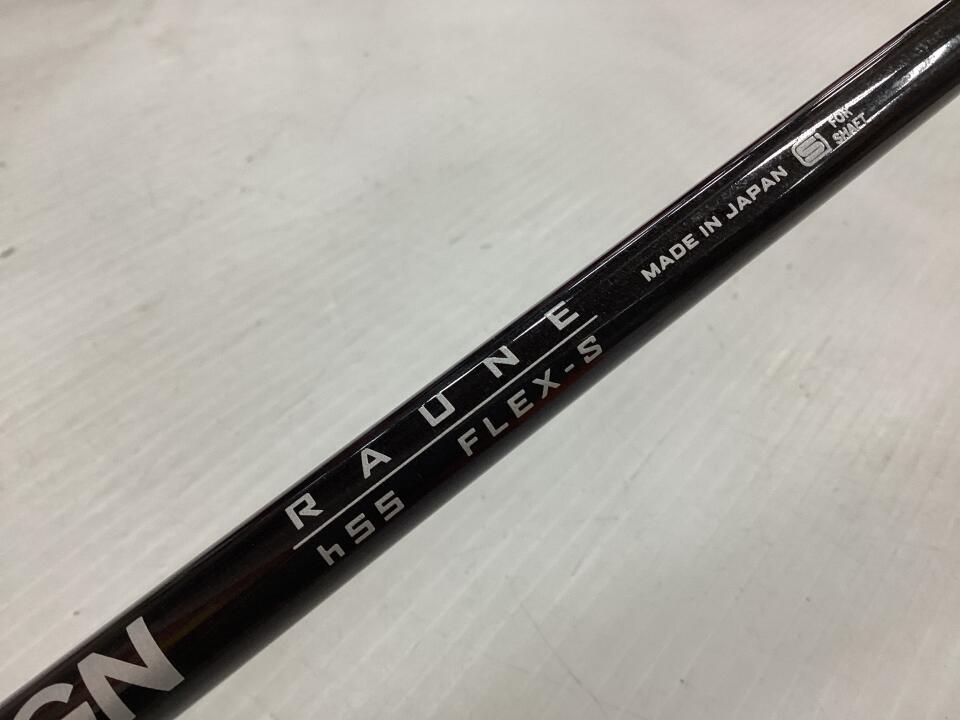 RAUNE
h55 FLEX-S
MADE IN JAPAN
S FOR
SHAFT
GN